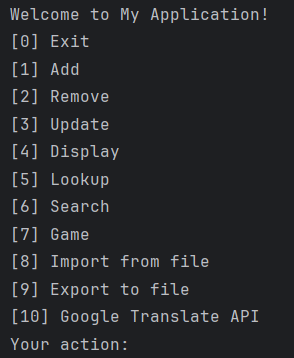 Welcome to My Application!
[0] Exit
[1] Add
[2] Remove
[3] Update
[4] Display
[5] Lookup
[6] Search
[7] Game
[8] Import from file
[9] Export to file
[10] Google Translate API
Your action: